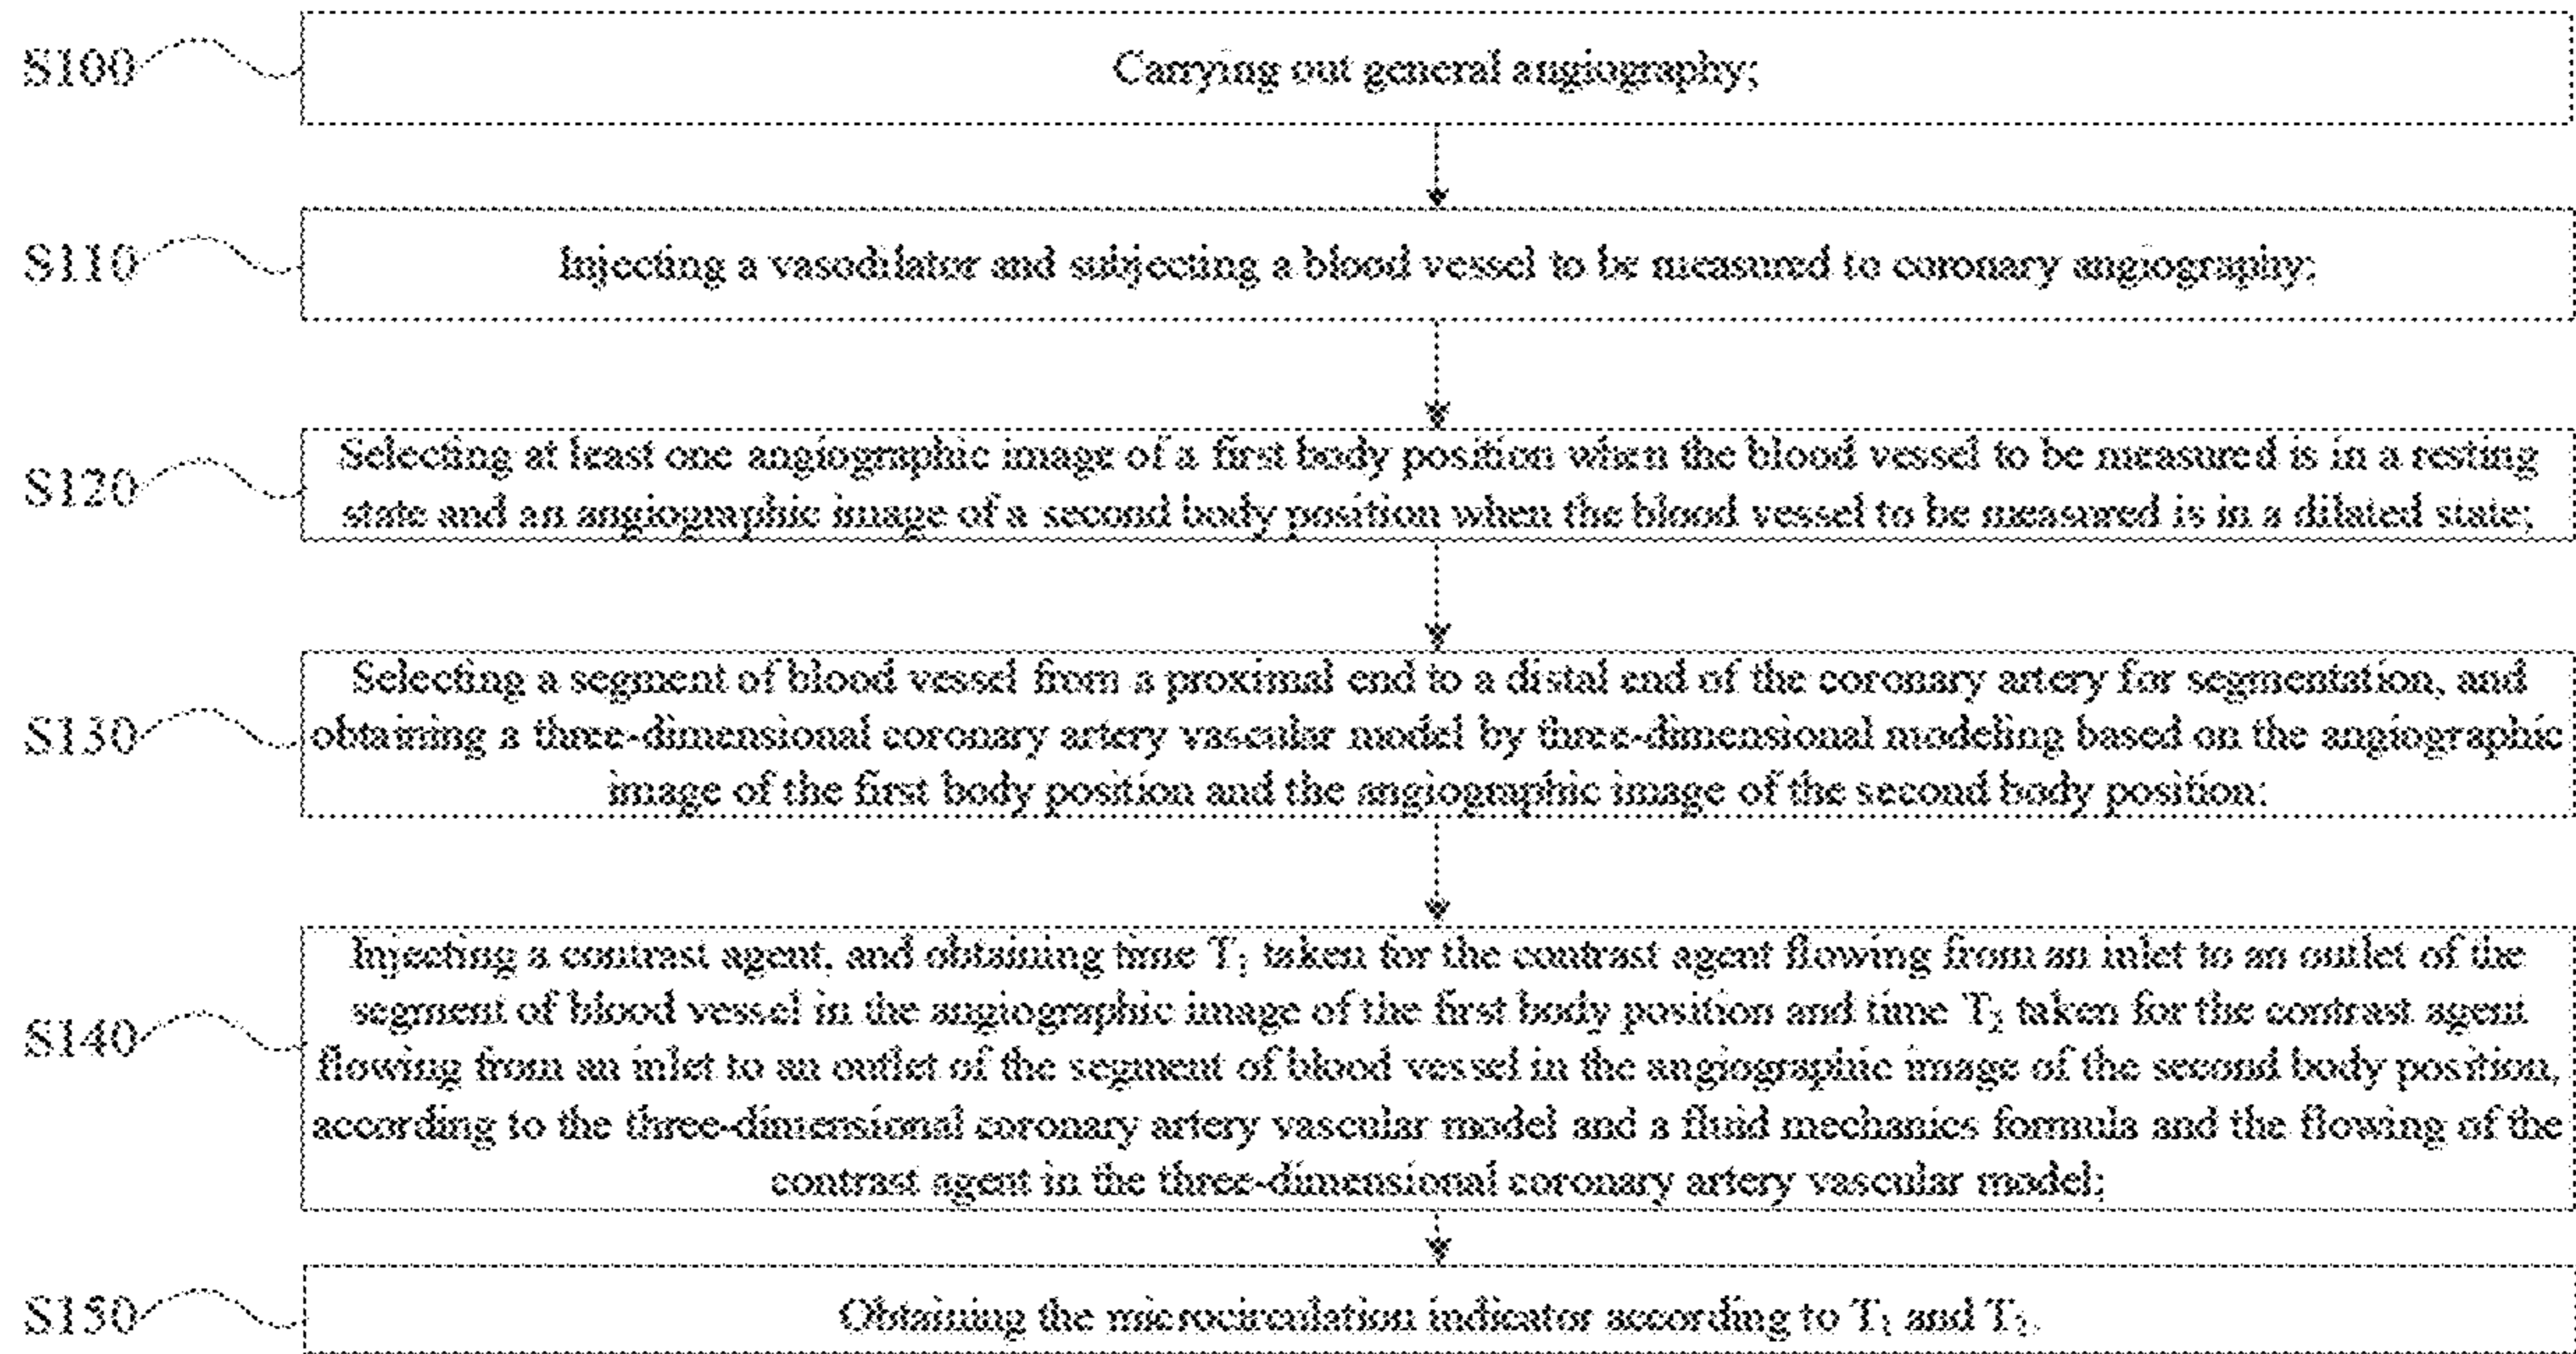 S100
Carrying out general angiography;
S110
Injecting a vasodilator and subjecting a blood vessel to be measured to coronary angiography;
S120
Selecting at least one angiographic image of a first body position when the blood vessel to be measured is in a resting
state and an angiographic image of a second body position when the blood vessel to be measured is in a dilated state;
S130
Selecting a segment of blood vessel from a proximal end to a distal end of the coronary artery for segmentation, and
obtaining a three-dimensional coronary artery vascular model by three-dimensional modeling based on the angiographic
image of the first body position and the angiographic image of the second body position;
S140
Injecting a contrast agent, and obtaining time T₁ taken for the contrast agent flowing from an inlet to an outlet of the
segment of blood vessel in the angiographic image of the first body position and time T₂ taken for the contrast agent
flowing from an inlet to an outlet of the segment of blood vessel in the angiographic image of the second body position,
according to the three-dimensional coronary artery vascular model and a fluid mechanics formula and the flowing of the
contrast agent in the three-dimensional coronary artery vascular model;
S150
Obtaining the microcirculation indicator according to T₁ and T₂.